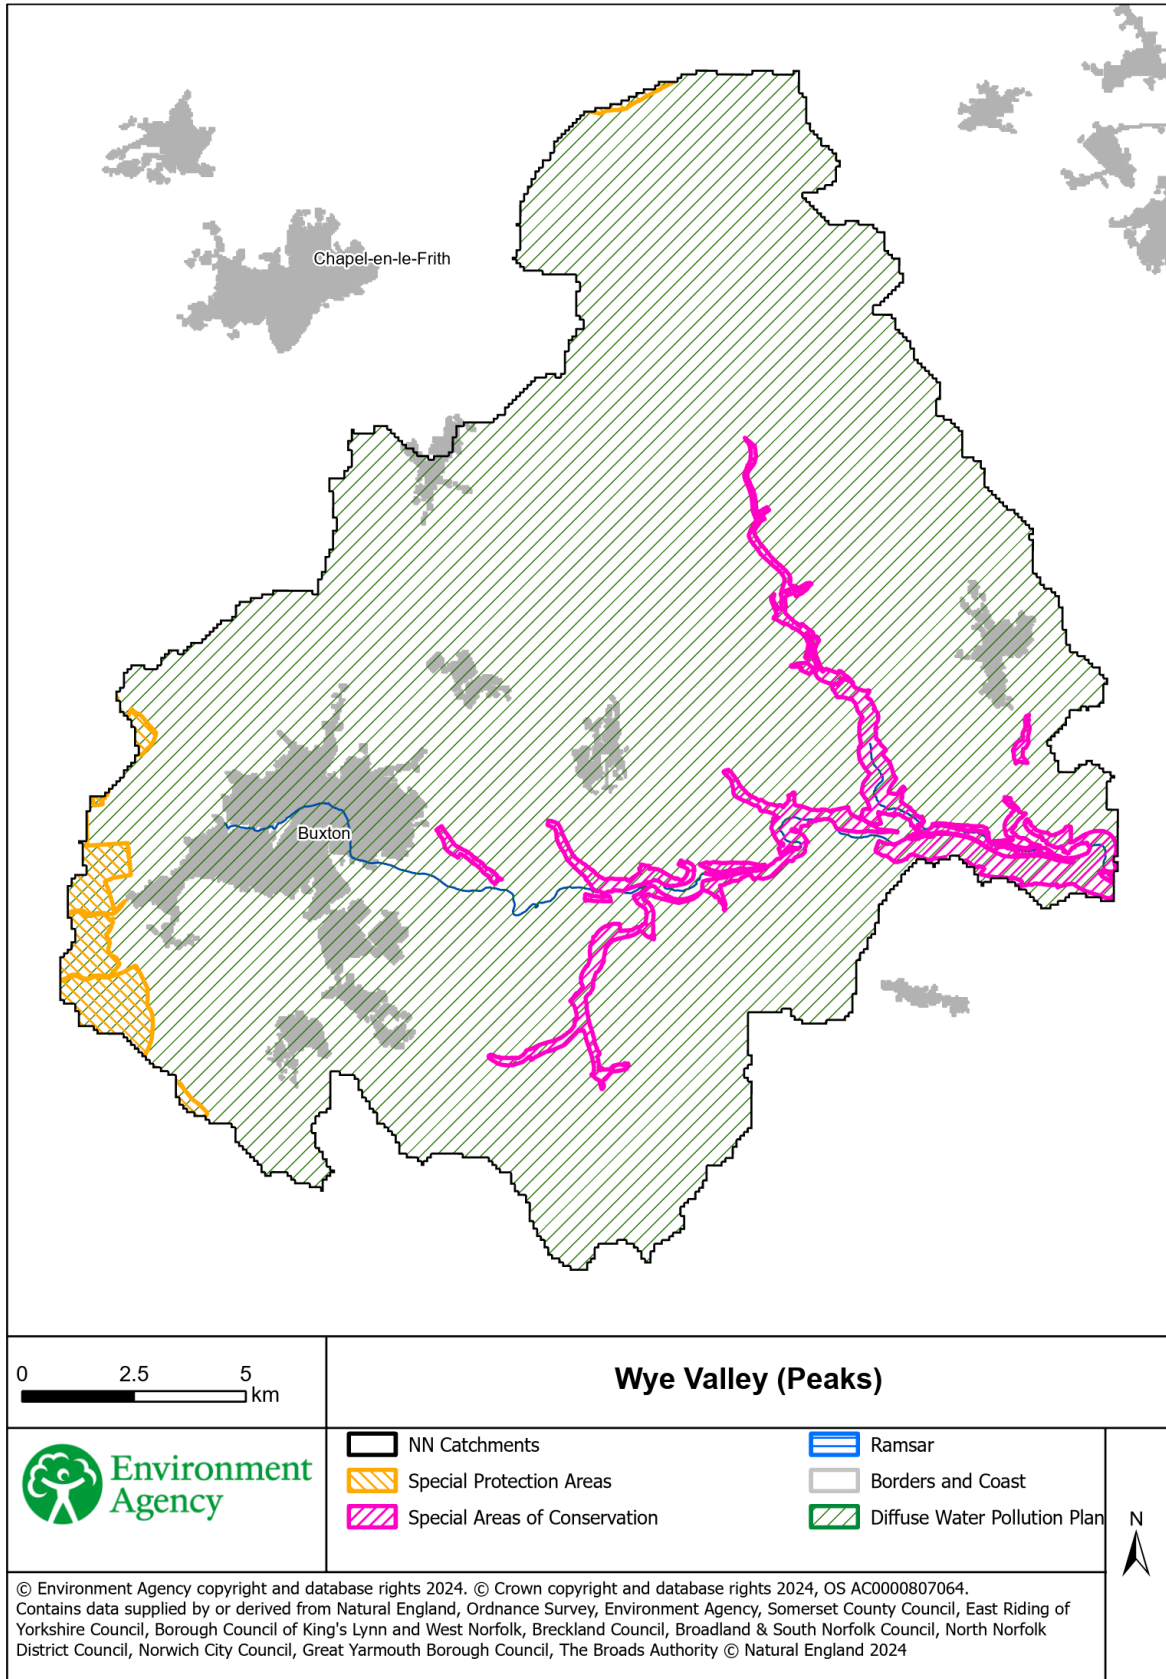 Chapel-en-le-Frith
Buxton
0 2.5 5
km
Wye Valley (Peaks)
Environment
Agency
NN Catchments
Special Protection Areas
Special Areas of Conservation
Ramsar
Borders and Coast
Diffuse Water Pollution Plan
N
© Environment Agency copyright and database rights 2024. © Crown copyright and database rights 2024, OS AC0000807064.
Contains data supplied by or derived from Natural England, Ordnance Survey, Environment Agency, Somerset County Council, East Riding of
Yorkshire Council, Borough Council of King's Lynn and West Norfolk, Breckland Council, Broadland & South Norfolk Council, North Norfolk
District Council, Norwich City Council, Great Yarmouth Borough Council, The Broads Authority © Natural England 2024